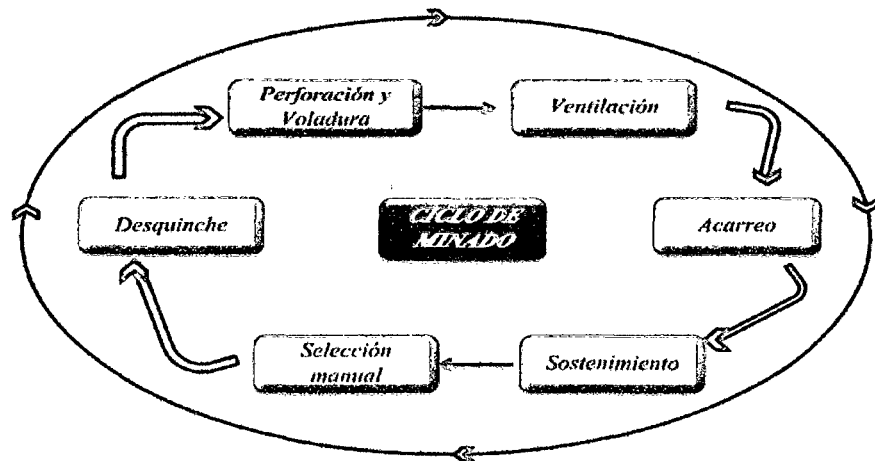 Perforación y
Voladura
Ventilación
Desquinche
CICLO DE
MINADO
Acarreo
Selección
manual
Sostenimiento